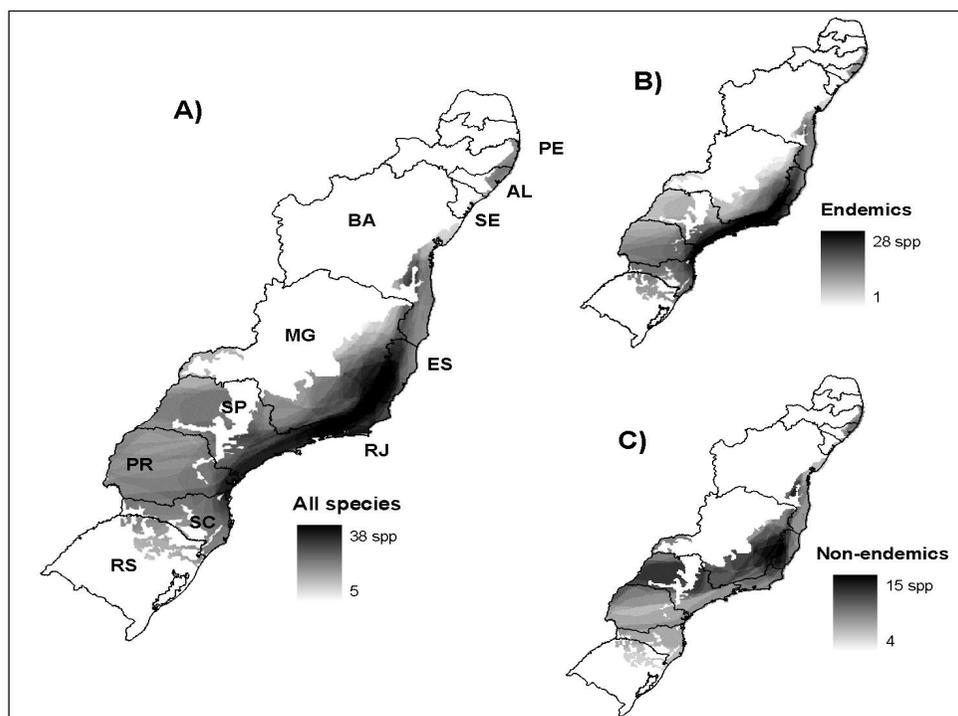 A)
PE
AL
SE
BA
MG
ES
SP
RJ
PR
SC
RS
All species
38 spp
5
B)
Endemics
28 spp
1
C)
Non-endemics
15 spp
4